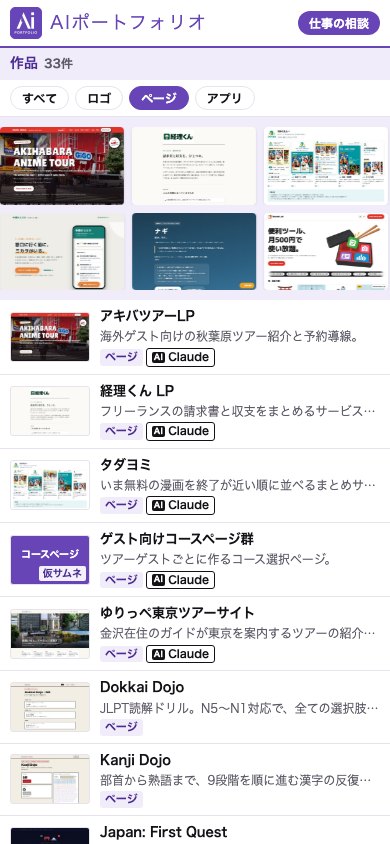 Ai
PORTFOLIO
AIポートフォリオ
仕事の相談
作品 33件
すべて
ロゴ
ページ
アプリ
AKIHABARA
ANIME TOUR
GiGO
経理くん
毎日に行く前に、
ナギ
便利ツール、
月500円で
使い放題。
アキバツアーLP
海外ゲスト向けの秋葉原ツアー紹介と予約導線。
ページ AI Claude
経理くん LP
フリーランスの請求書と収支をまとめるサービス…
ページ AI Claude
タダヨミ
いま無料の漫画を終了が近い順に並べるまとめサ…
ページ AI Claude
コースページ
仮サムネ
ゲスト向けコースページ群
ツアーゲストごとに作るコース選択ページ。
ページ AI Claude
ゆりっぺ東京ツアーサイト
金沢在住のガイドが東京を案内するツアーの紹介…
ページ AI Claude
Dokkai Dojo
JLPT読解ドリル。N5〜N1対応で、全ての選択肢…
ページ
Kanji Dojo
部首から熟語まで、9段階を順に進む漢字の反復…
ページ
Japan: First Quest